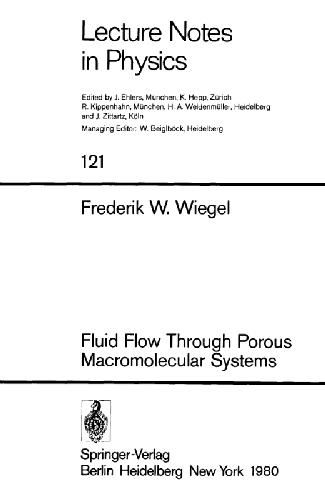 Lecture Notes
in Physics
Edited by J. Ehlers, München, K. Hepp, Zürich
R. Kippenhahn, München, H. A. Weidenmüller, Heidelberg
and J. Zittartz, Köln
Managing Editor: W. Beiglböck, Heidelberg
121
Frederik W. Wiegel
Fluid Flow Through Porous
Macromolecular Systems
Springer-Verlag
Berlin Heidelberg New York 1980